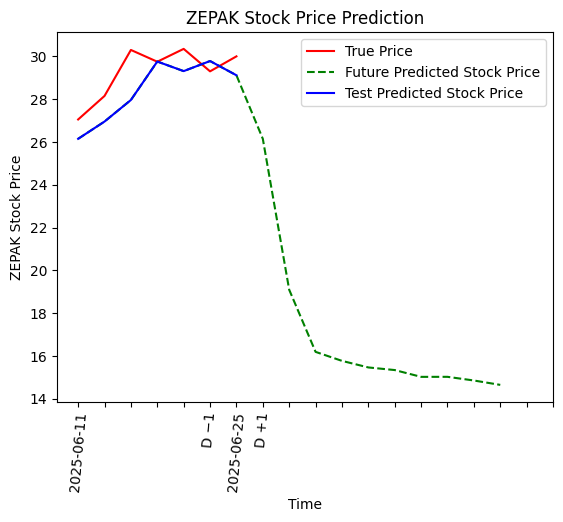 ZEPAK Stock Price Prediction
True Price
Future Predicted Stock Price
Test Predicted Stock Price
ZEPAK Stock Price
30
28
26
24
22
20
18
16
14
2025-06-11
D −1
2025-06-25
D +1
Time